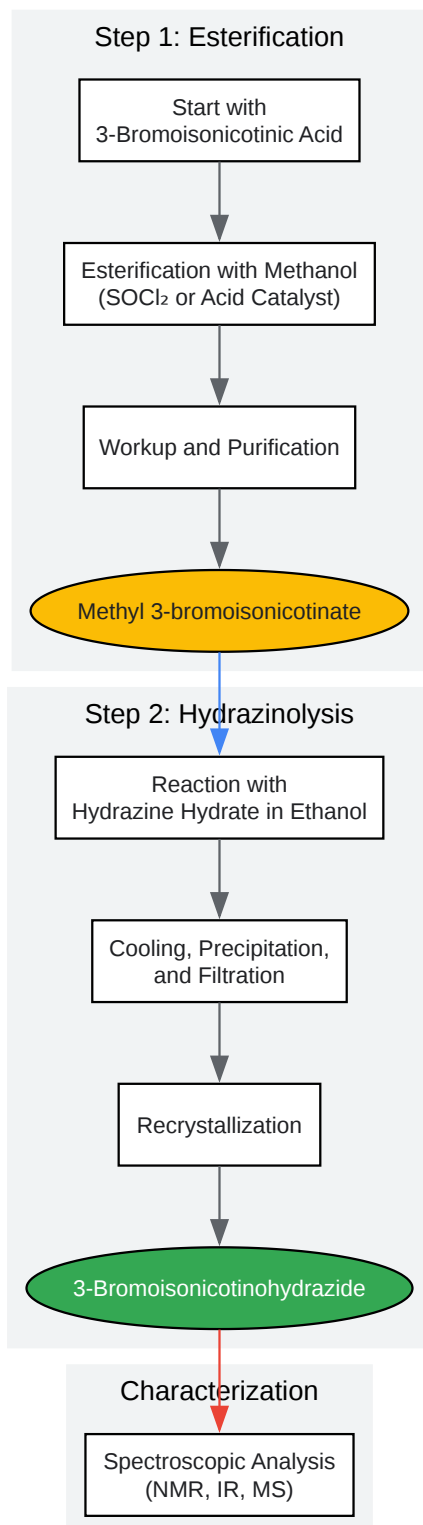 Step 1: Esterification
Start with
3-Bromoisonicotinic Acid
Esterification with Methanol
(SOCl₂ or Acid Catalyst)
Workup and Purification
Methyl 3-bromoisonicotinate
Step 2: Hydrazinolysis
Reaction with
Hydrazine Hydrate in Ethanol
Cooling, Precipitation,
and Filtration
Recrystallization
3-Bromoisonicotinohydrazide
Characterization
Spectroscopic Analysis
(NMR, IR, MS)